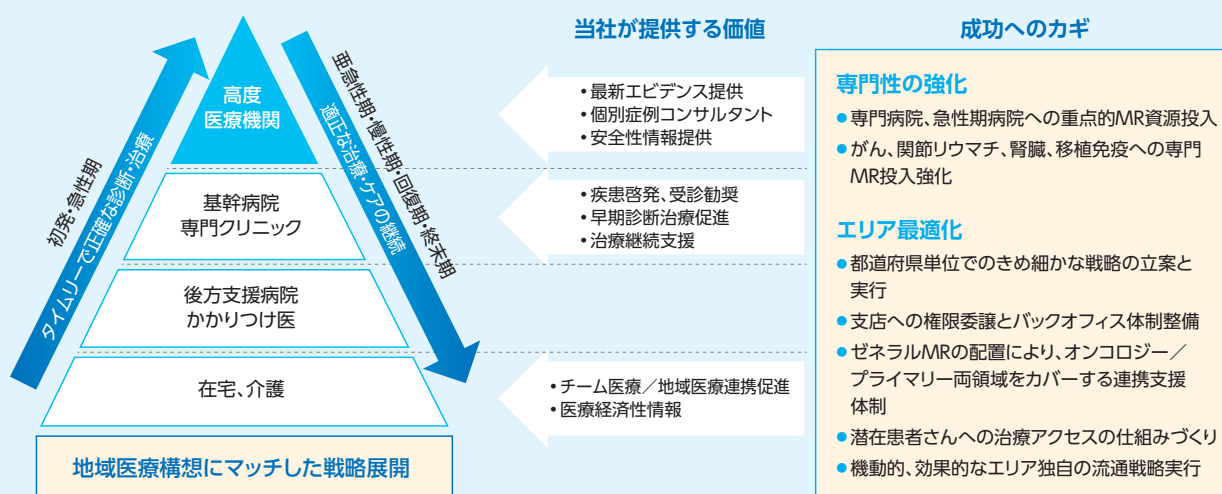 初発・急性期
タイムリーで正確な診断・治療
高度
医療機関
亜急性期・慢性期・回復期・終末期
適正な治療・ケアの継続
基幹病院
専門クリニック
後方支援病院
かかりつけ医
在宅、介護
地域医療構想にマッチした戦略展開
当社が提供する価値
•最新エビデンス提供
•個別症例コンサルタント
•安全性情報提供
•疾患啓発、受診勧奨
•早期診断治療促進
•治療継続支援
•チーム医療／地域医療連携促進
•医療経済性情報
成功へのカギ
専門性の強化
●専門病院、急性期病院への重点的MR資源投入
●がん、関節リウマチ、腎臓、移植免疫への専門
MR投入強化
エリア最適化
●都道府県単位でのきめ細かな戦略の立案と
実行
●支店への権限委譲とバックオフィス体制整備
●ゼネラルMRの配置により、オンコロジー／
プライマリー両領域をカバーする連携支援
体制
●潜在患者さんへの治療アクセスの仕組みづくり
●機動的、効果的なエリア独自の流通戦略実行